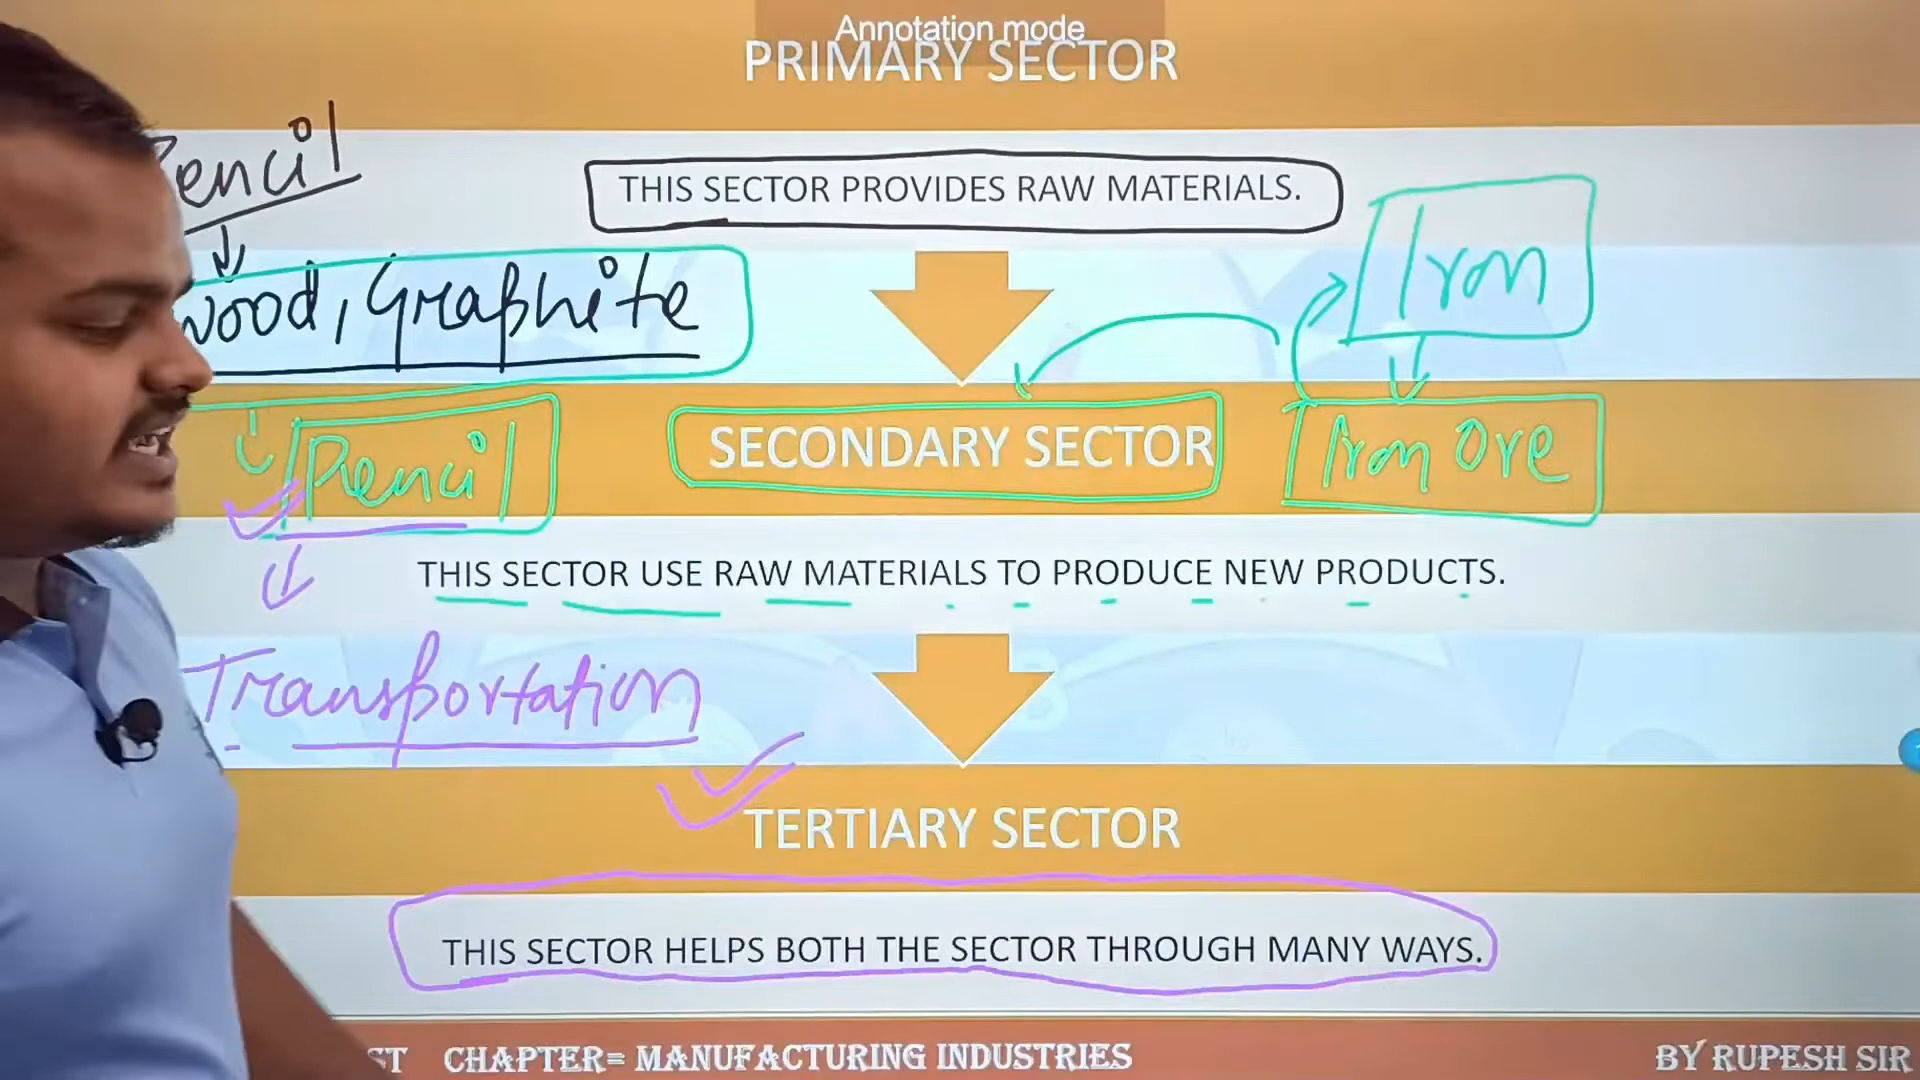 Annotation mode
PRIMARY SECTOR
Pencil
THIS SECTOR PROVIDES RAW MATERIALS.
Iron
Wood, Graphite
Pencil
SECONDARY SECTOR
Iron Ore
THIS SECTOR USE RAW MATERIALS TO PRODUCE NEW PRODUCTS.
Transportation
TERTIARY SECTOR
THIS SECTOR HELPS BOTH THE SECTOR THROUGH MANY WAYS.
CHAPTER= MANUFACTURING INDUSTRIES
BY RUPESH SIR